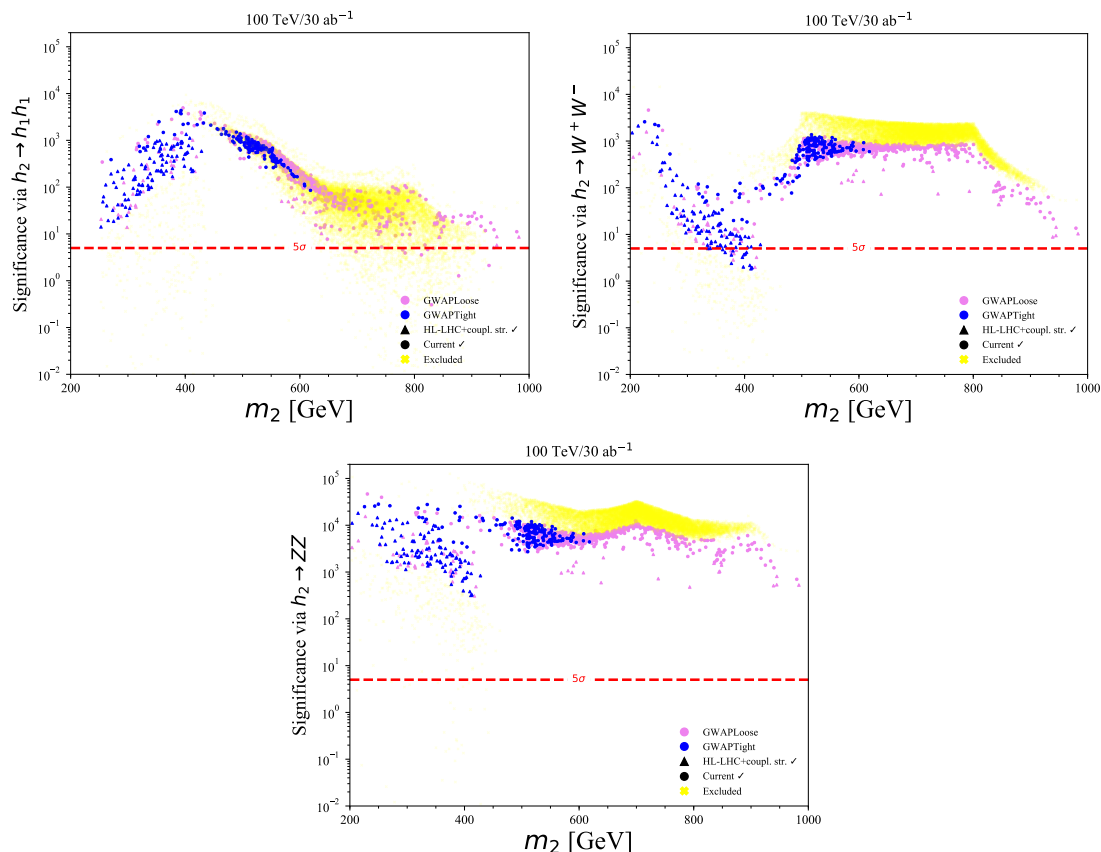 100 TeV/30 ab⁻¹
Significance via h₂ → h₁h₁
10⁵
10⁴
10³
10²
10¹
10⁰
10⁻¹
10⁻²
5σ
GWAPLoose
GWAPTight
HL-LHC+coupl. str. ✓
Current ✓
Excluded
200 400 600 800 1000
m₂ [GeV]
100 TeV/30 ab⁻¹
Significance via h₂ → W⁺W⁻
10⁵
10⁴
10³
10²
10¹
10⁰
10⁻¹
10⁻²
5σ
GWAPLoose
GWAPTight
HL-LHC+coupl. str. ✓
Current ✓
Excluded
200 400 600 800 1000
m₂ [GeV]
100 TeV/30 ab⁻¹
Significance via h₂ → ZZ
10⁵
10⁴
10³
10²
10¹
10⁰
10⁻¹
10⁻²
5σ
GWAPLoose
GWAPTight
HL-LHC+coupl. str. ✓
Current ✓
Excluded
200 400 600 800 1000
m₂ [GeV]